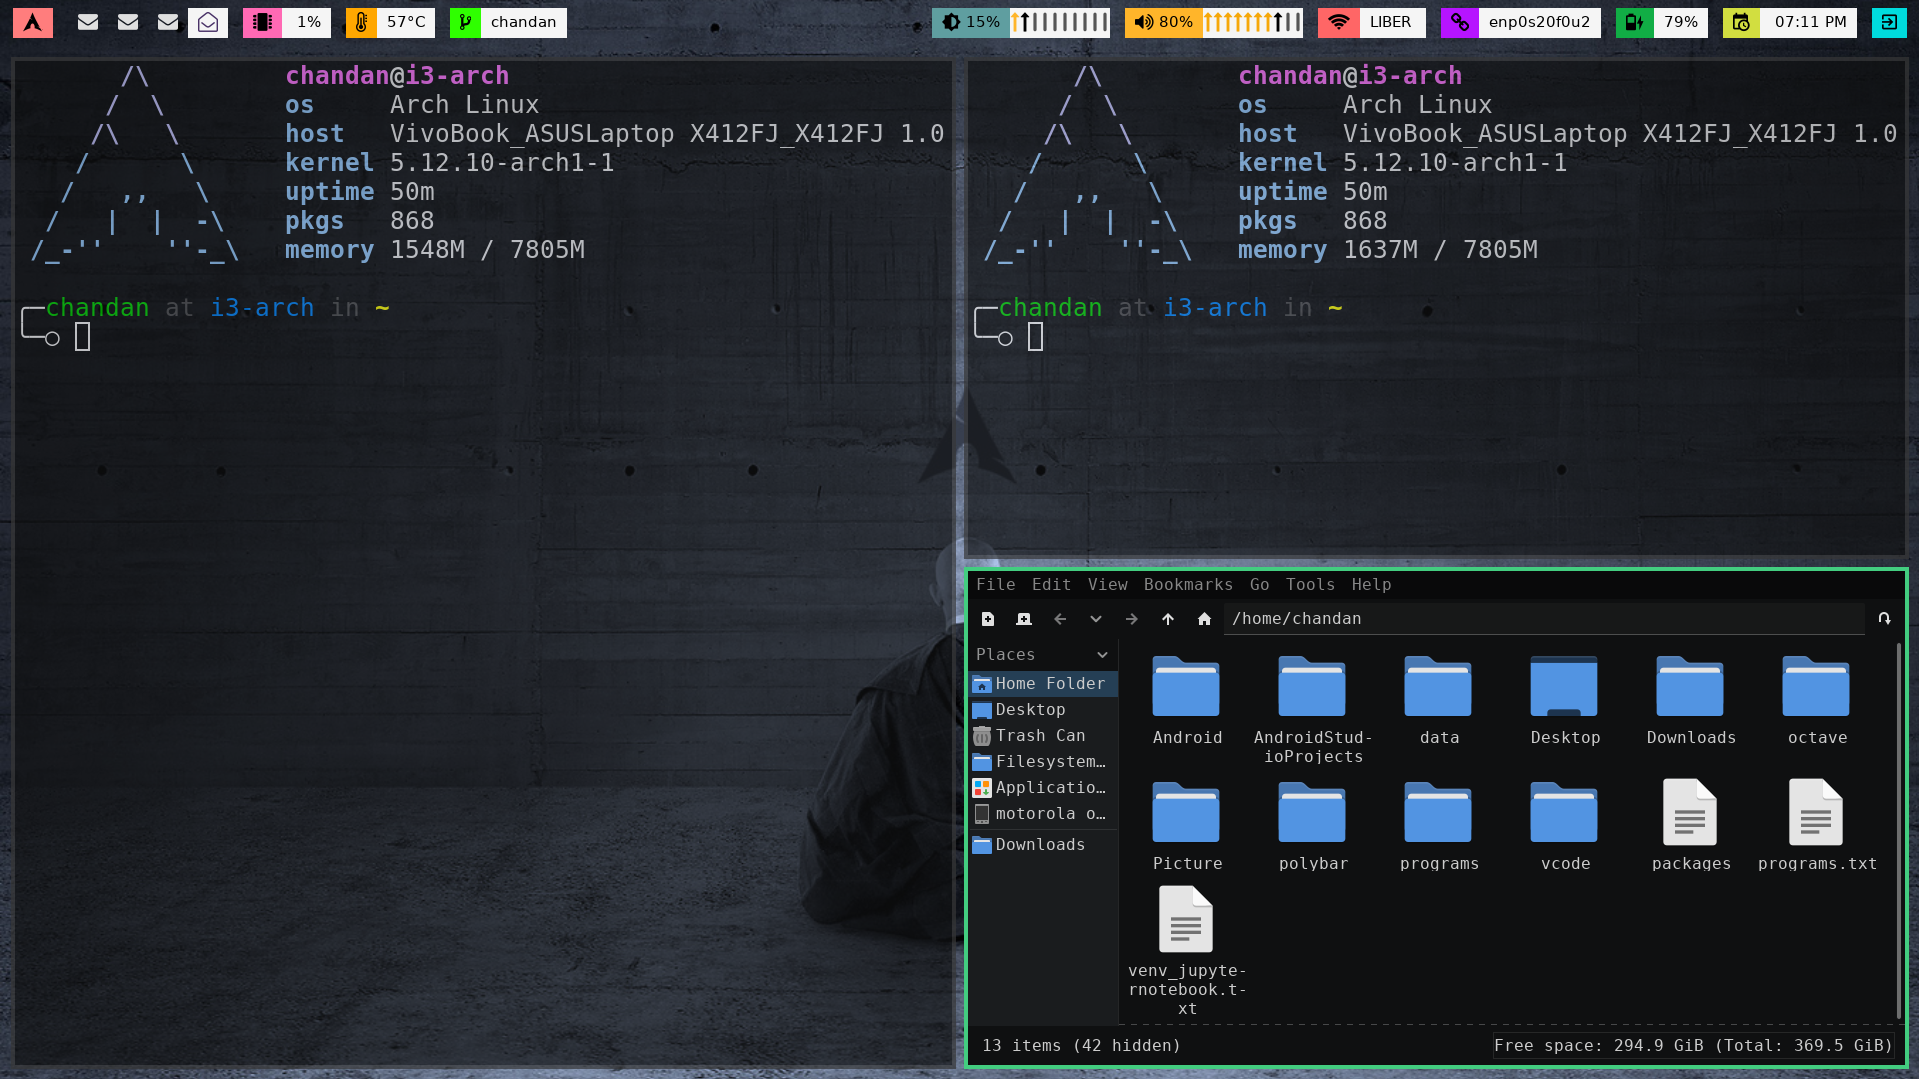 1%
57°C
chandan
15%
80%
LIBER
enp0s20f0u2
79%
07:11 PM
chandan@i3-arch
os Arch Linux
host VivoBook_ASUSLaptop X412FJ_X412FJ 1.0
kernel 5.12.10-arch1-1
uptime 50m
pkgs 868
memory 1548M / 7805M
chandan at i3-arch in ~
chandan@i3-arch
os Arch Linux
host VivoBook_ASUSLaptop X412FJ_X412FJ 1.0
kernel 5.12.10-arch1-1
uptime 50m
pkgs 868
memory 1637M / 7805M
chandan at i3-arch in ~
File Edit View Bookmarks Go Tools Help
/home/chandan
Places
Home Folder
Desktop
Trash Can
Filesystem…
Applicatio…
motorola o…
Downloads
Android
AndroidStud-
ioProjects
data
Desktop
Downloads
octave
Picture
polybar
programs
vcode
packages
programs.txt
venv_jupyte-
rnotebook.t-
xt
13 items (42 hidden)
Free space: 294.9 GiB (Total: 369.5 GiB)